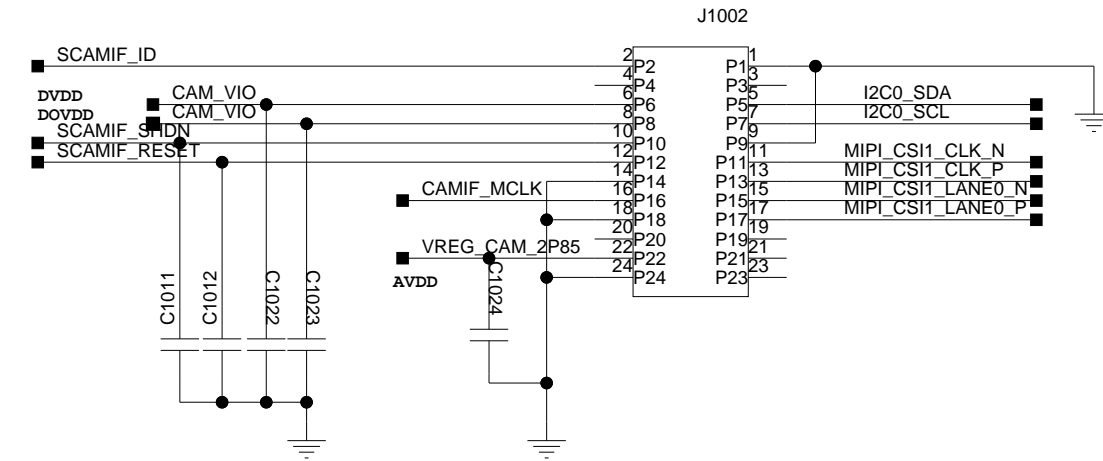 J1002
SCAMIF_ID 2 P2 P1 1
4 P4 P3 3
DVDD CAM_VIO 6 P6 P5 5 I2C0_SDA
DOVDD CAM_VIO 8 P8 P7 7 I2C0_SCL
SCAMIF_SHDN 10 P10 P9 9
SCAMIF_RESET 12 P12 P11 11 MIPI_CSI1_CLK_N
14 P14 P13 13 MIPI_CSI1_CLK_P
CAMIF_MCLK 16 P16 P15 15 MIPI_CSI1_LANE0_N
18 P18 P17 17 MIPI_CSI1_LANE0_P
20 P20 P19 19
VREG_CAM_2P85 22 P22 P21 21
AVDD 24 P24 P23 23
C1011
C1012
C1022
C1023
C1024